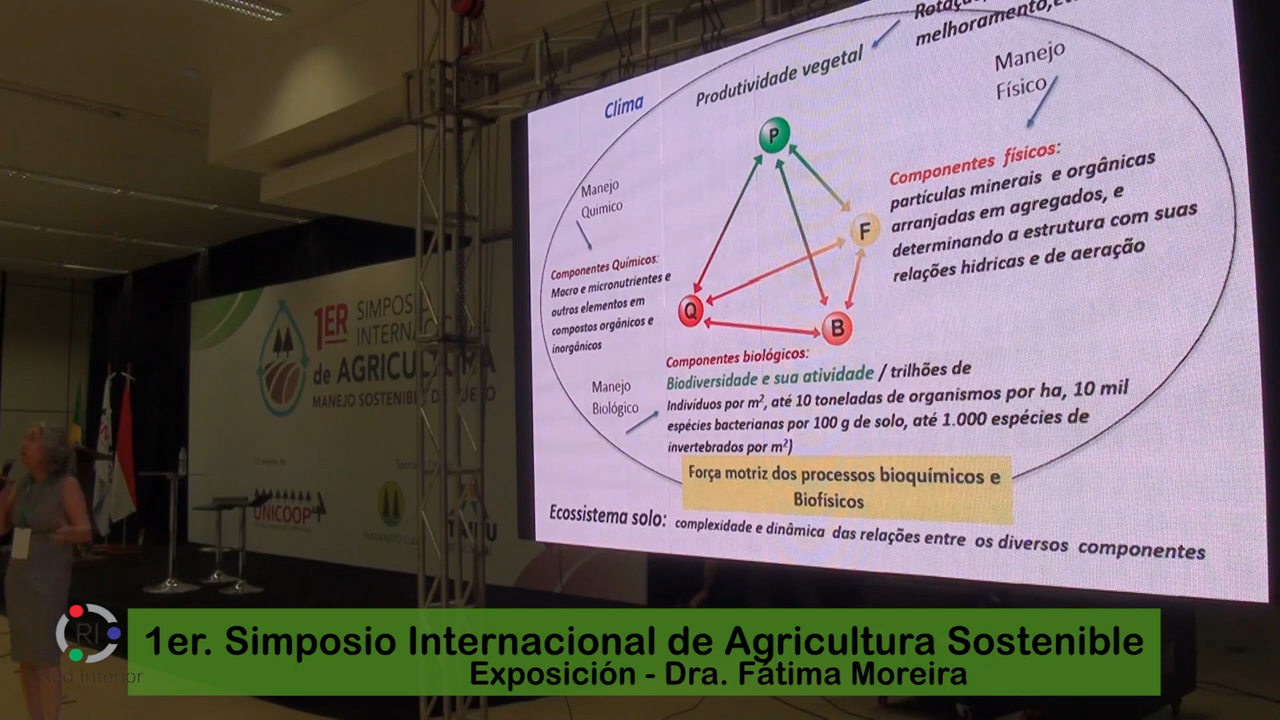 Rotação,
melhoramento,
Clima
Produtividade vegetal
Manejo
Físico
P
Manejo
Químico
Componentes físicos:
partículas minerais e orgânicas
arranjadas em agregados, e
determinando a estrutura com suas
relações hidricas e de aeração
F
Componentes Químicos:
Macro e micronutrientes e
outros elementos em
compostos orgânicos e
inorgânicos
Q
B
Manejo
Biológico
Componentes biológicos:
Biodiversidade e sua atividade / trilhões de
Individuos por m², até 10 toneladas de organismos por ha, 10 mil
espécies bacterianas por 100 g de solo, até 1.000 espécies de
invertebrados por m²)
Força motriz dos processos bioquímicos e
Biofísicos
Ecossistema solo: complexidade e dinâmica das relações entre os diversos componentes
1ER SIMPOS
de
MANEJO SOSTENIBLE
UNICOOP
RI
Red Interior
1er. Simposio Internacional de Agricultura Sostenible
Exposición - Dra. Fátima Moreira